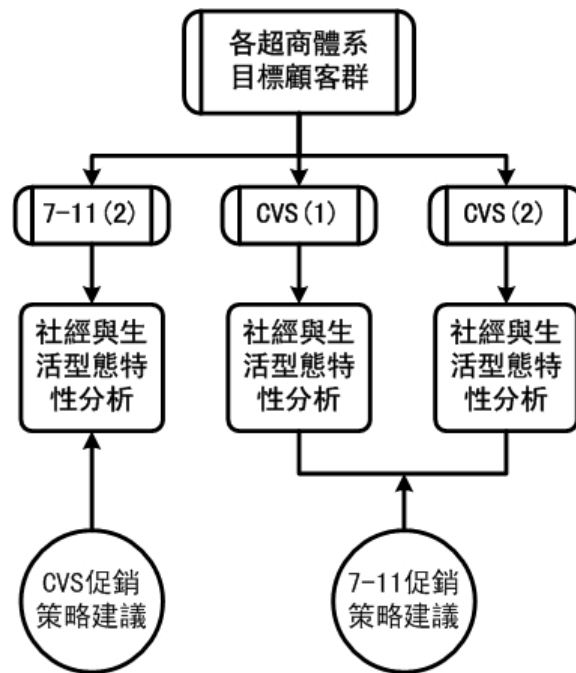 各超商體系
目標顧客群
7-11(2)
CVS(1)
CVS(2)
社經與生
活型態特
性分析
社經與生
活型態特
性分析
社經與生
活型態特
性分析
CVS促銷
策略建議
7-11促銷
策略建議